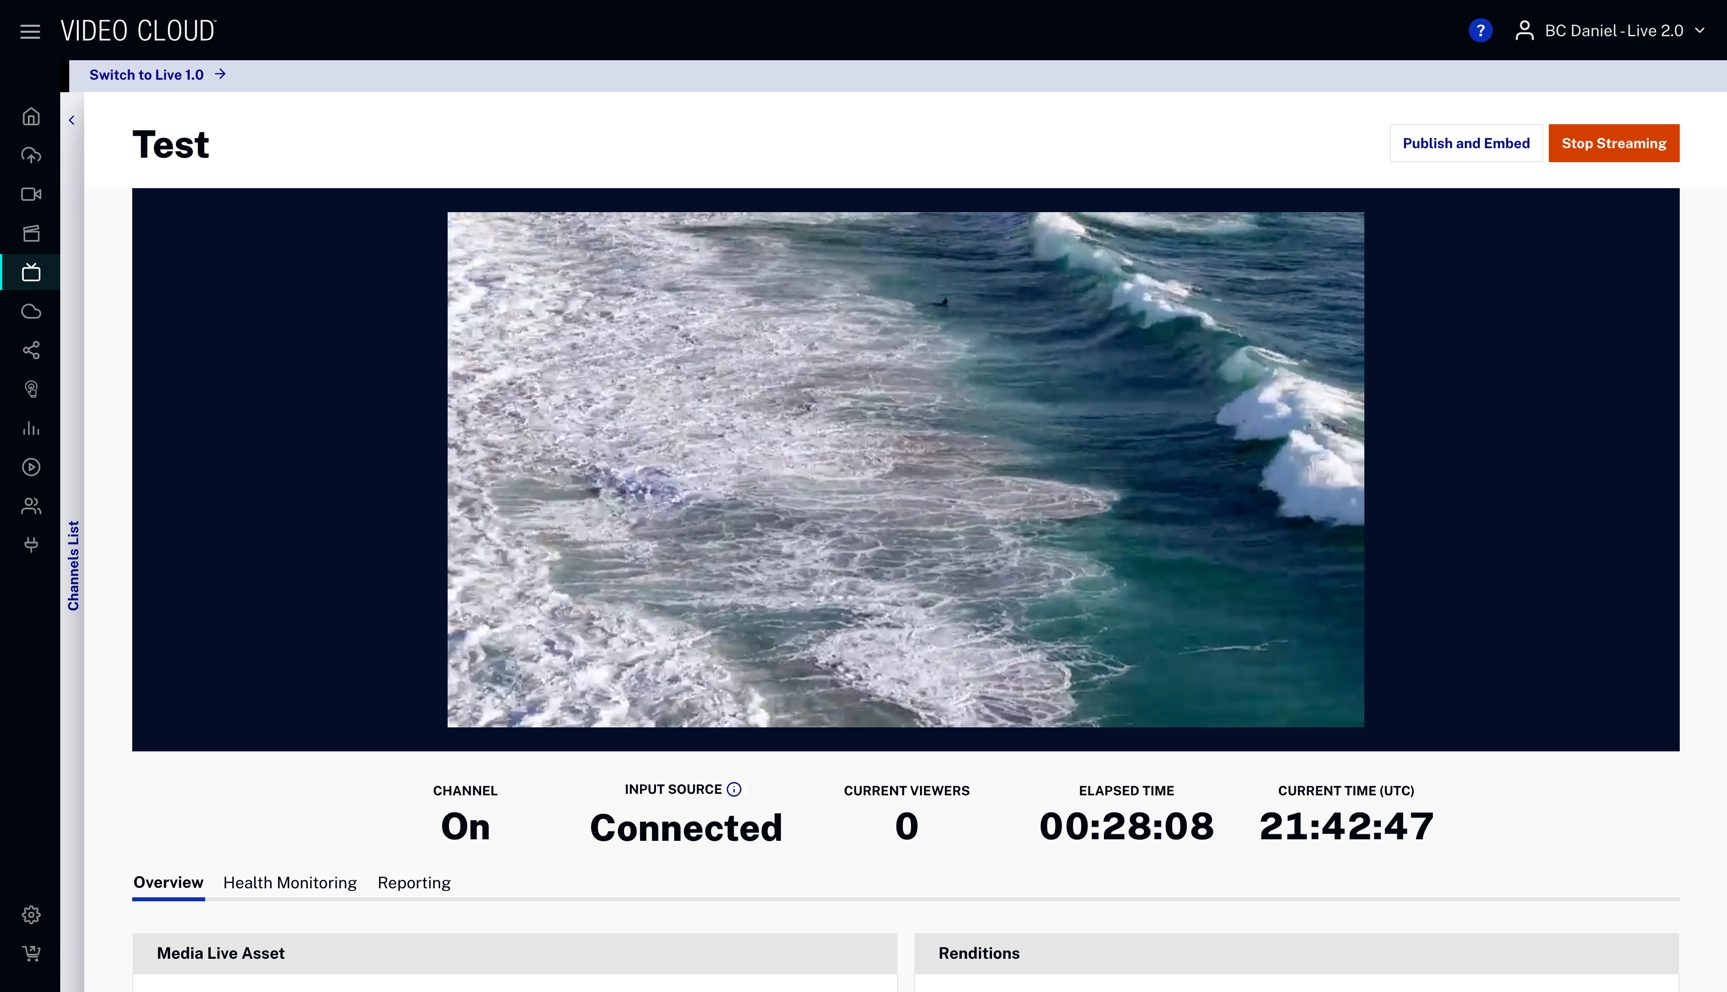 VIDEO CLOUD™
?
BC Daniel - Live 2.0
Switch to Live 1.0 →
Test
Publish and Embed
Stop Streaming
Channels List
CHANNEL
On
INPUT SOURCE
Connected
CURRENT VIEWERS
0
ELAPSED TIME
00:28:08
CURRENT TIME (UTC)
21:42:47
Overview
Health Monitoring
Reporting
Media Live Asset
Renditions